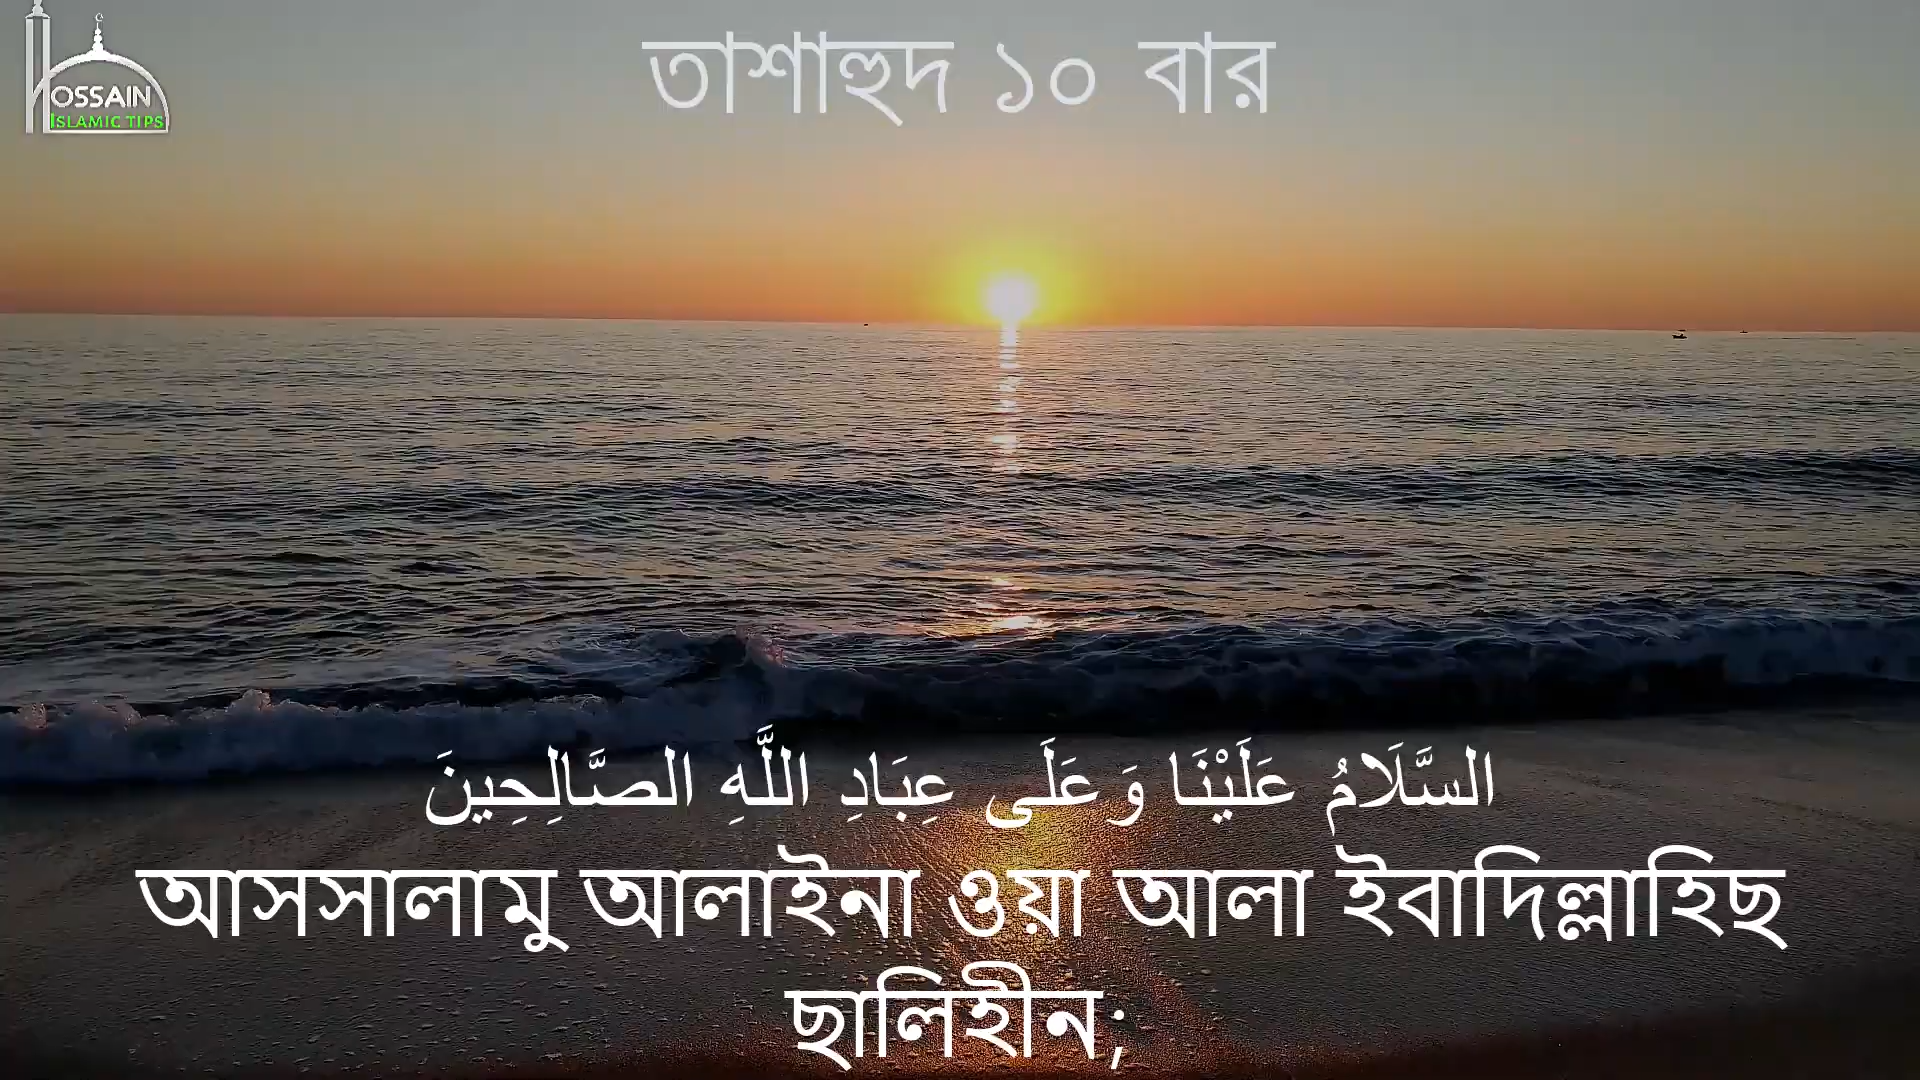 HOSSAIN
ISLAMIC TIPS
তাশাহুদ ১০ বার
السَّلَامُ عَلَيْنَا وَعَلَى عِبَادِ اللَّهِ الصَّالِحِينَ
আসসালামু আলাইনা ওয়া আলা ইবাদিল্লাহিছ
ছালিহীন;